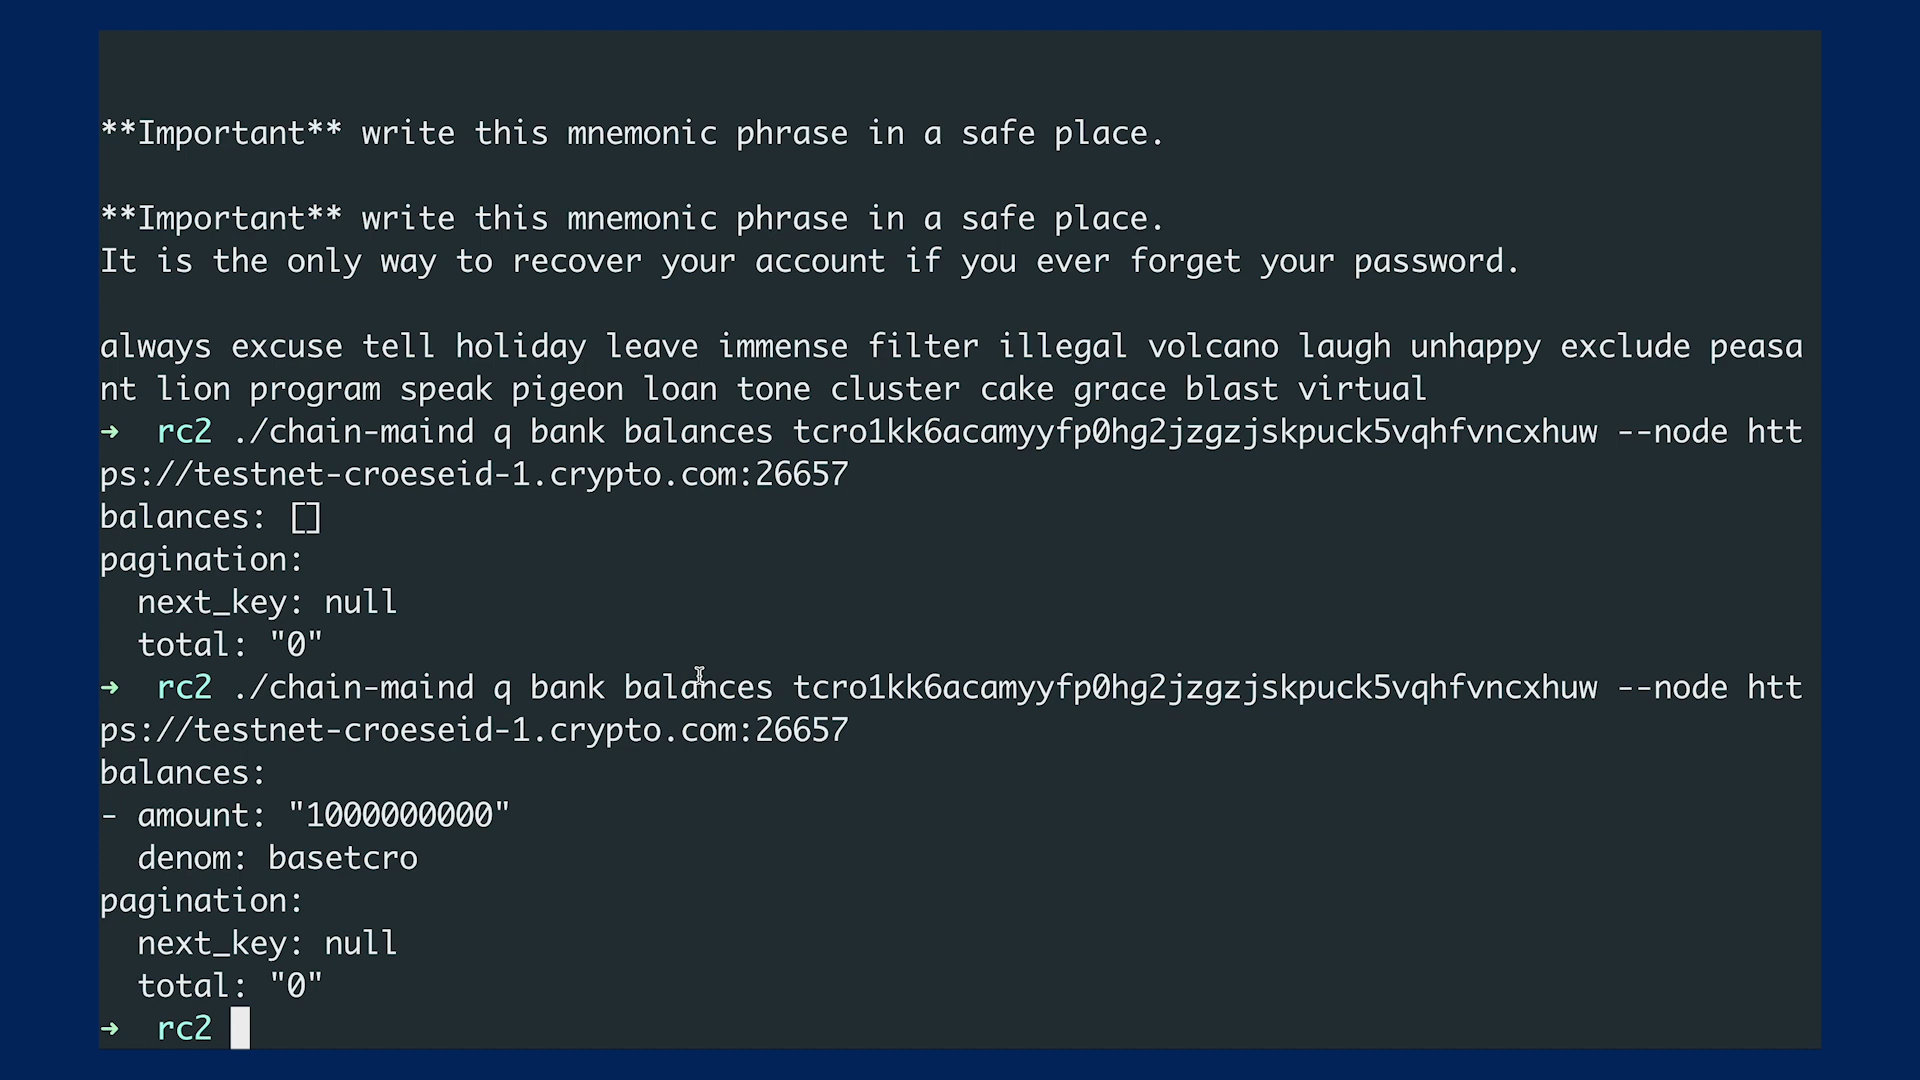 **Important** write this mnemonic phrase in a safe place.
**Important** write this mnemonic phrase in a safe place.
It is the only way to recover your account if you ever forget your password.
always excuse tell holiday leave immense filter illegal volcano laugh unhappy exclude peasa
nt lion program speak pigeon loan tone cluster cake grace blast virtual
➜  rc2 ./chain-maind q bank balances tcro1kk6acamyyfp0hg2jzgzjskpuck5vqhfvncxhuw --node htt
ps://testnet-croeseid-1.crypto.com:26657
balances: []
pagination:
  next_key: null
  total: "0"
➜  rc2 ./chain-maind q bank balances tcro1kk6acamyyfp0hg2jzgzjskpuck5vqhfvncxhuw --node htt
ps://testnet-croeseid-1.crypto.com:26657
balances:
- amount: "1000000000"
  denom: basetcro
pagination:
  next_key: null
  total: "0"
➜  rc2